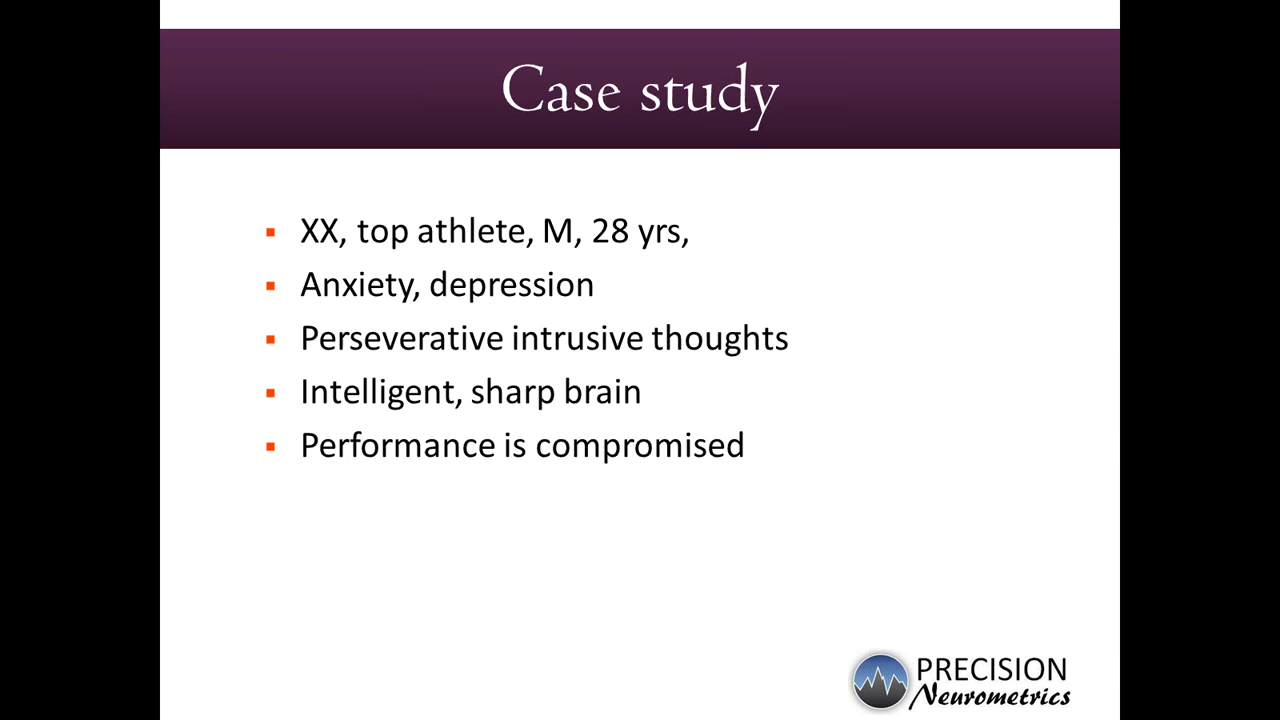 Case study
XX, top athlete, M, 28 yrs,
Anxiety, depression
Perseverative intrusive thoughts
Intelligent, sharp brain
Performance is compromised
PRECISION
Neurometrics